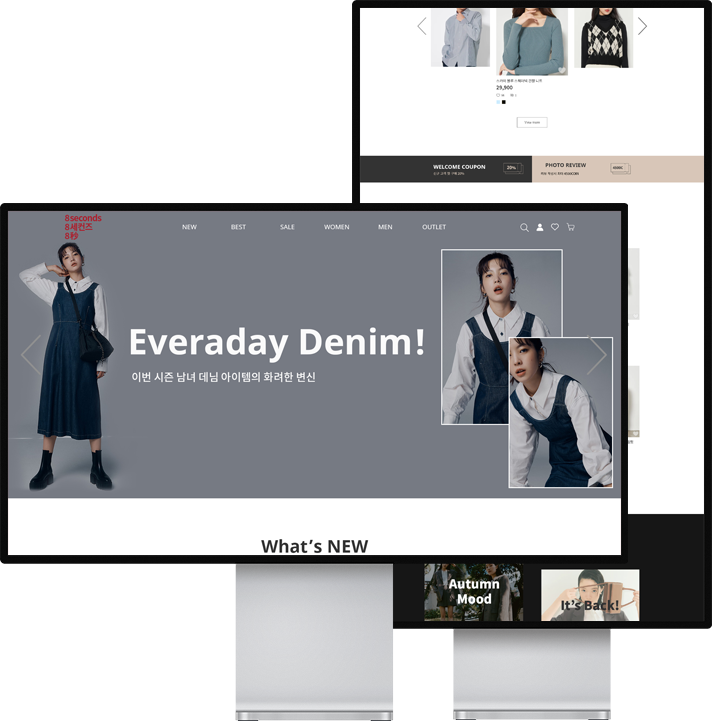 8seconds
8세컨즈
8秒
NEW
BEST
SALE
WOMEN
MEN
OUTLET
Everaday Denim!
이번 시즌 남녀 데님 아이템의 화려한 변신
What's NEW
29,900
View more
WELCOME COUPON
20%
PHOTO REVIEW
Autumn
Mood
It's Back!